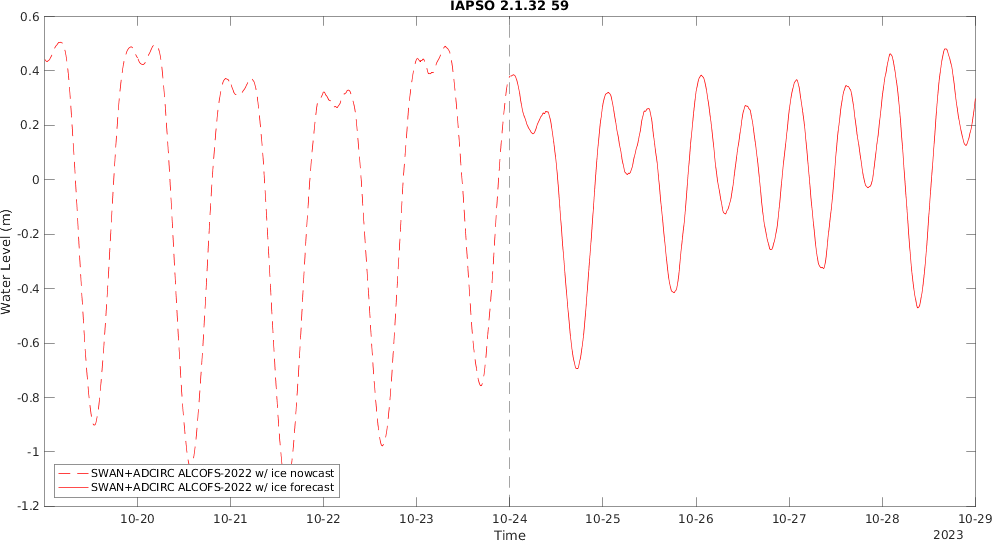 IAPSO 2.1.32 59
Water Level (m)
0.6
0.4
0.2
0
-0.2
-0.4
-0.6
-0.8
-1
-1.2
SWAN+ADCIRC ALCOFS-2022 w/ ice nowcast
SWAN+ADCIRC ALCOFS-2022 w/ ice forecast
10-20 10-21 10-22 10-23 10-24 10-25 10-26 10-27 10-28 10-29
Time
2023